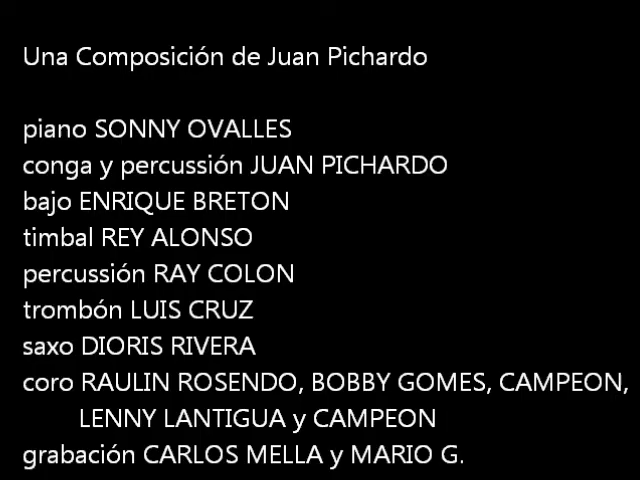 Una Composición de Juan Pichardo
piano SONNY OVALLES
conga y percussión JUAN PICHARDO
bajo ENRIQUE BRETON
timbal REY ALONSO
percussión RAY COLON
trombón LUIS CRUZ
saxo DIORIS RIVERA
coro RAULIN ROSENDO, BOBBY GOMES, CAMPEON,
LENNY LANTIGUA y CAMPEON
grabación CARLOS MELLA y MARIO G.